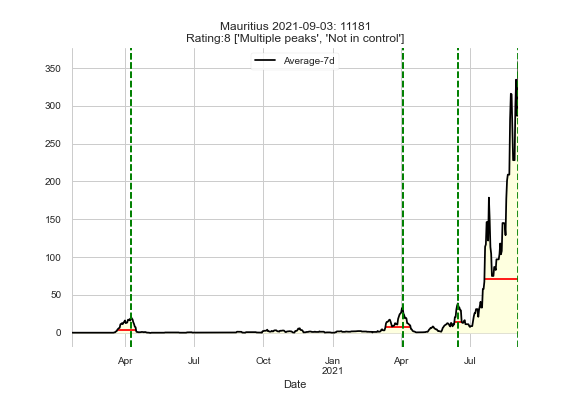 Mauritius 2021-09-03: 11181
Rating:8 ['Multiple peaks', 'Not in control']
Average-7d
350
300
250
200
150
100
50
0
Apr Jul Oct Jan Apr Jul
2021
Date